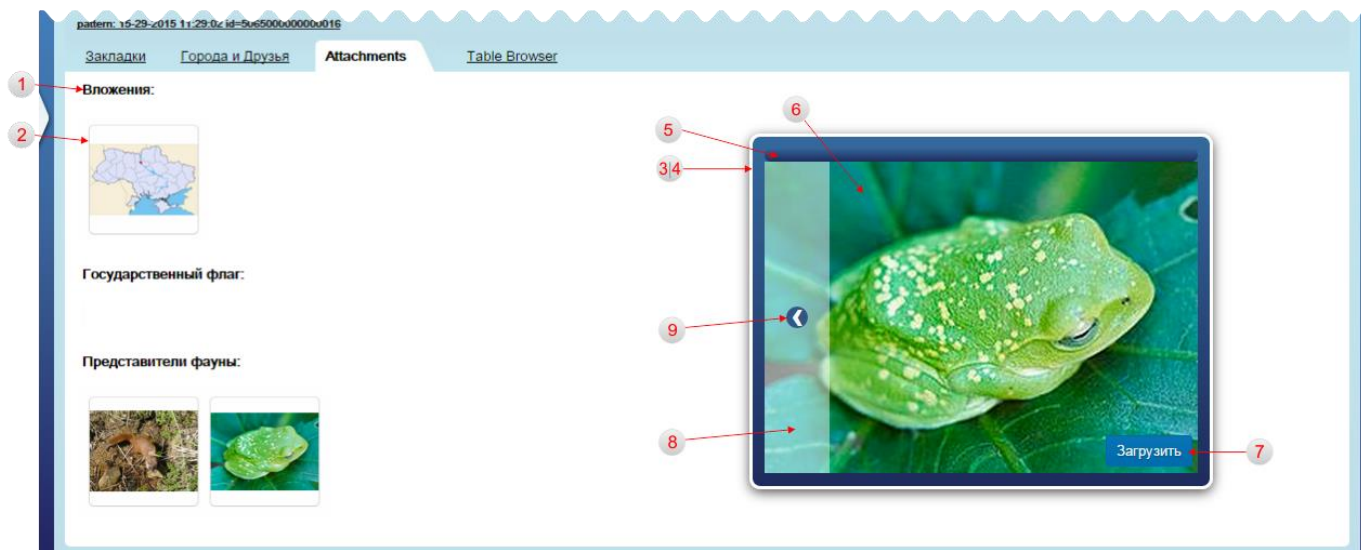 pattern: 15-29-2015 11:29:02 id=5065000000000016
Закладки Города и Друзья Attachments Table Browser
1
Вложения:
6
5
2
3|4
Государственный флаг:
9
Представители фауны:
8
Загрузить
7